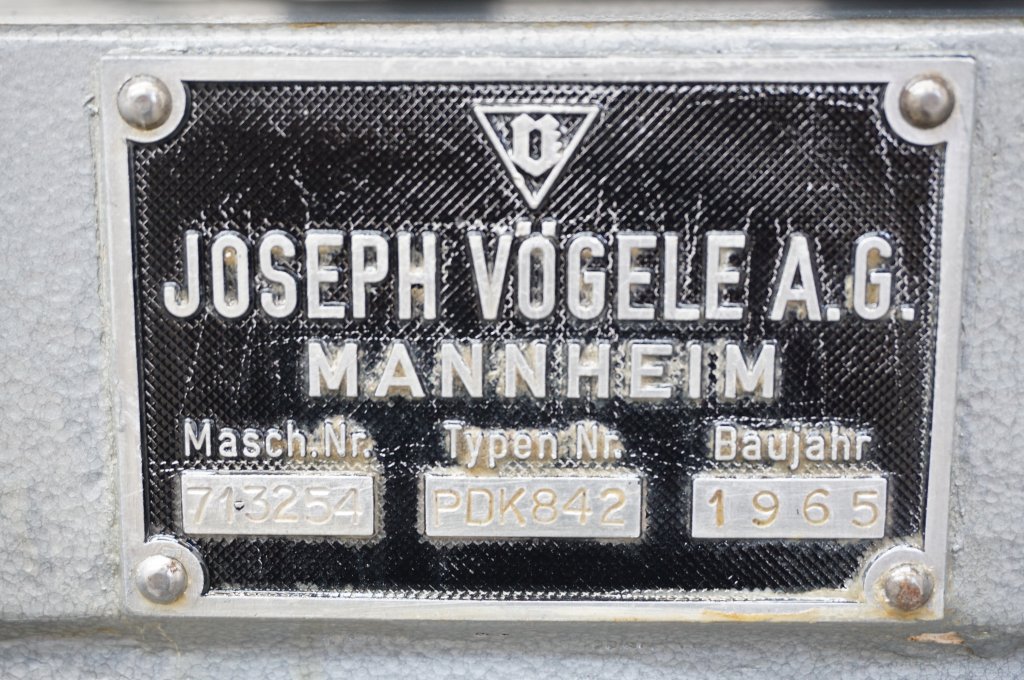 JOSEPH VÖGELE A.G.
MANNHEIM
Masch.Nr. Typen Nr. Baujahr
713254 PDK842 1965